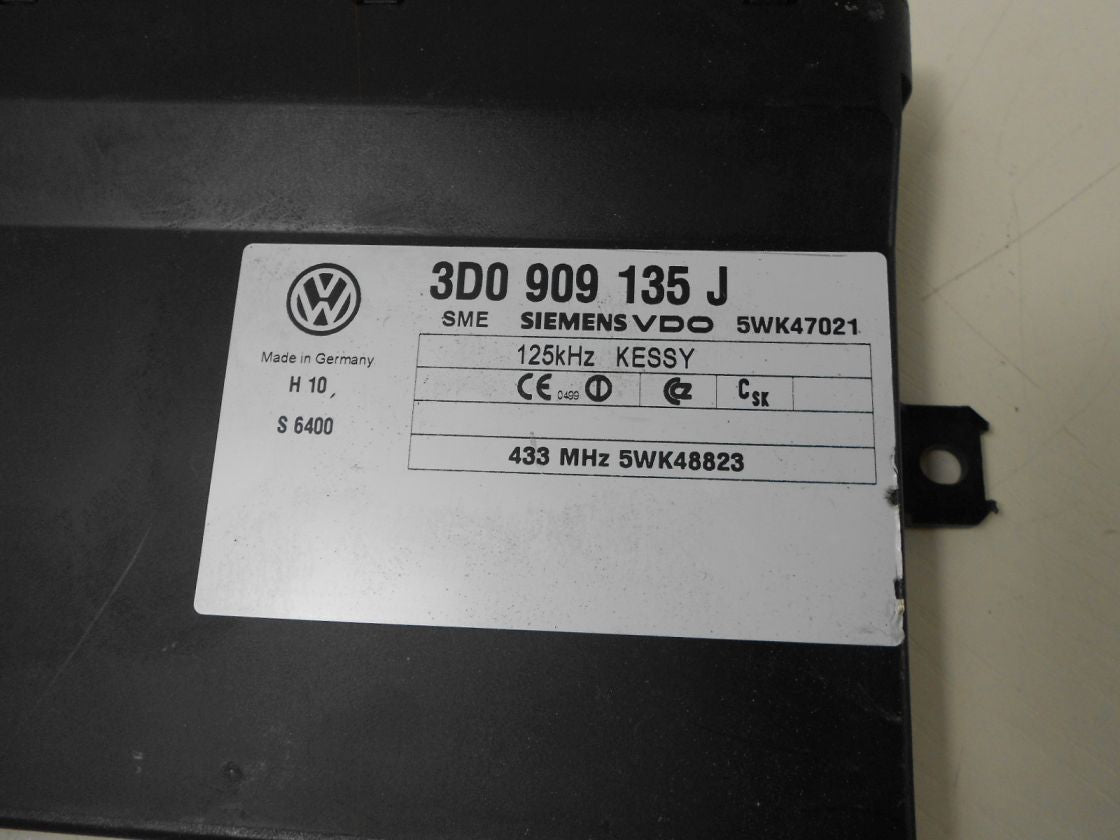 3D0 909 135 J
SME SIEMENS VDO 5WK47021
Made in Germany
125kHz KESSY
H 10
CE 0499 C SK
S 6400
433 MHz 5WK48823